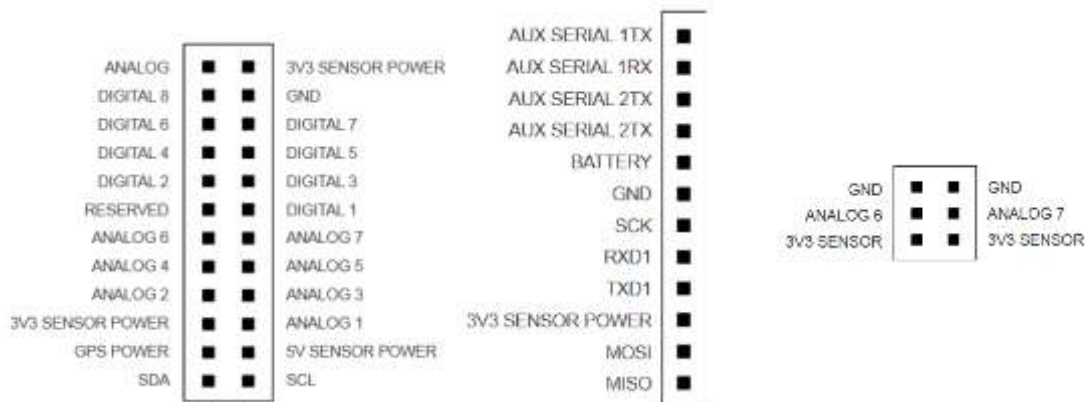 ANALOG 3V3 SENSOR POWER
DIGITAL 8 GND
DIGITAL 6 DIGITAL 7
DIGITAL 4 DIGITAL 5
DIGITAL 2 DIGITAL 3
RESERVED DIGITAL 1
ANALOG 6 ANALOG 7
ANALOG 4 ANALOG 5
ANALOG 2 ANALOG 3
3V3 SENSOR POWER ANALOG 1
GPS POWER 5V SENSOR POWER
SDA SCL
AUX SERIAL 1TX
AUX SERIAL 1RX
AUX SERIAL 2TX
AUX SERIAL 2TX
BATTERY
GND
SCK
RXD1
TXD1
3V3 SENSOR POWER
MOSI
MISO
GND GND
ANALOG 6 ANALOG 7
3V3 SENSOR 3V3 SENSOR